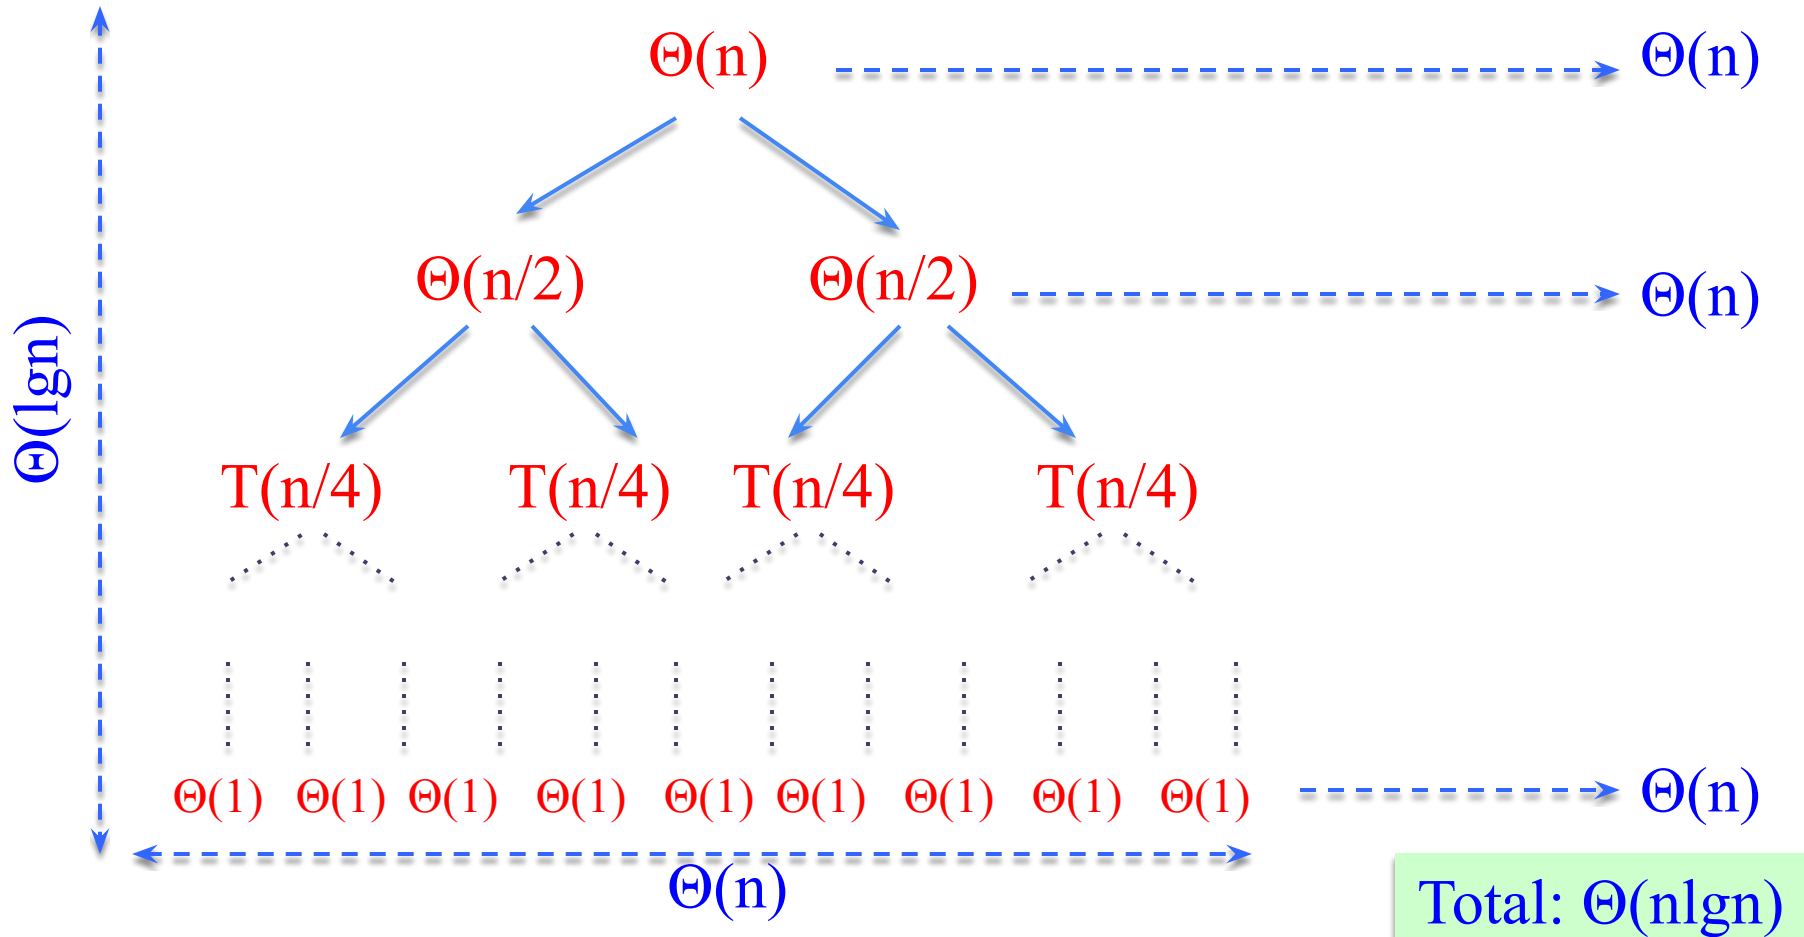 Θ(n) Θ(n)
Θ(n/2) Θ(n/2) Θ(n)
Θ(lgn)
T(n/4) T(n/4) T(n/4) T(n/4)
Θ(1) Θ(1) Θ(1) Θ(1) Θ(1) Θ(1) Θ(1) Θ(1) Θ(1) Θ(n)
Θ(n)
Total: Θ(nlgn)